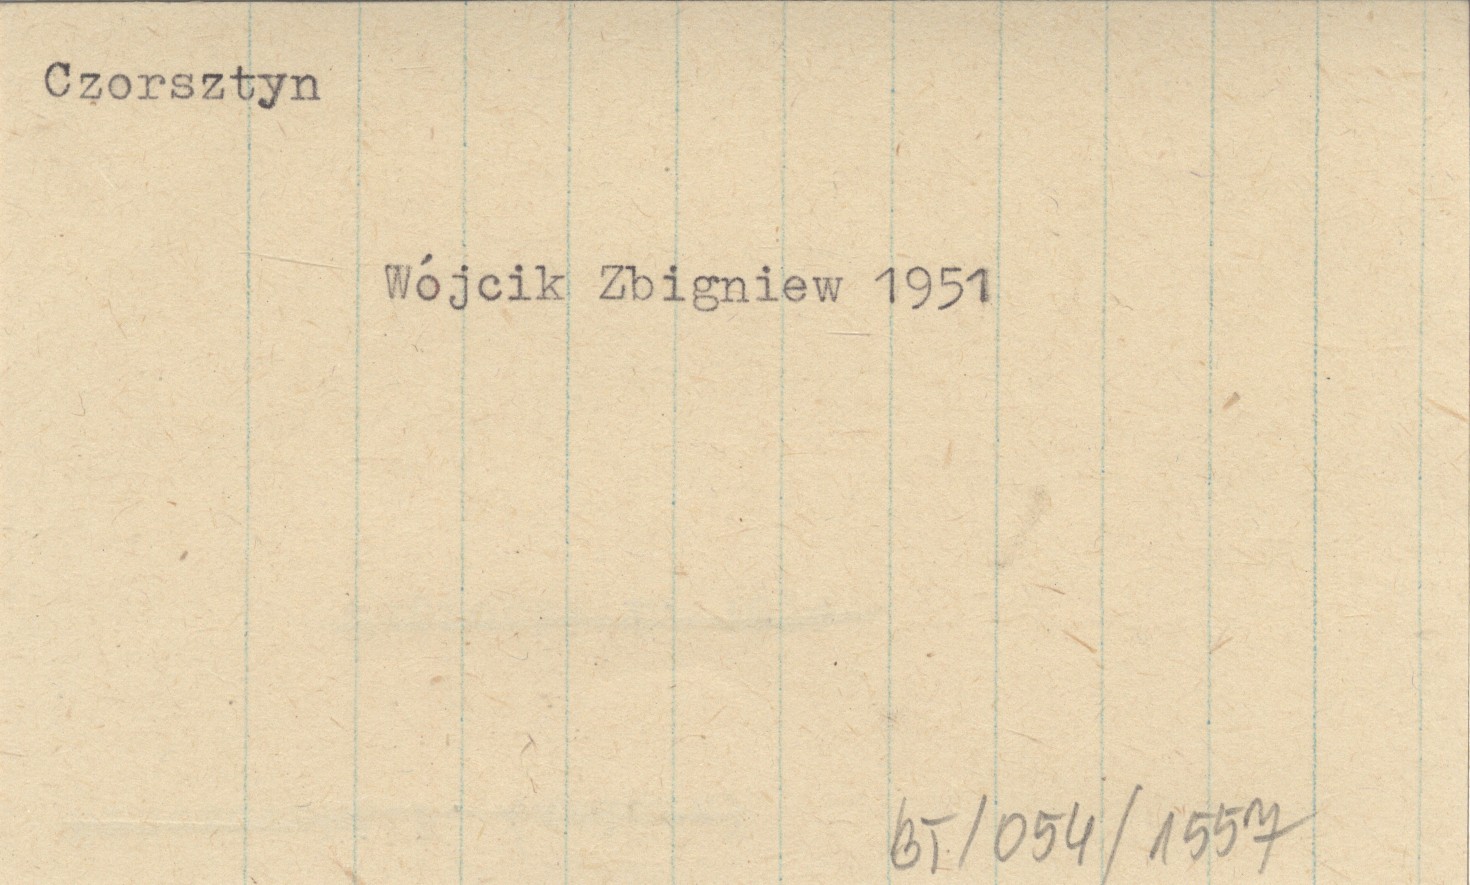 Czorsztyn
Wójcik Zbigniew 1951
BT/054/1557